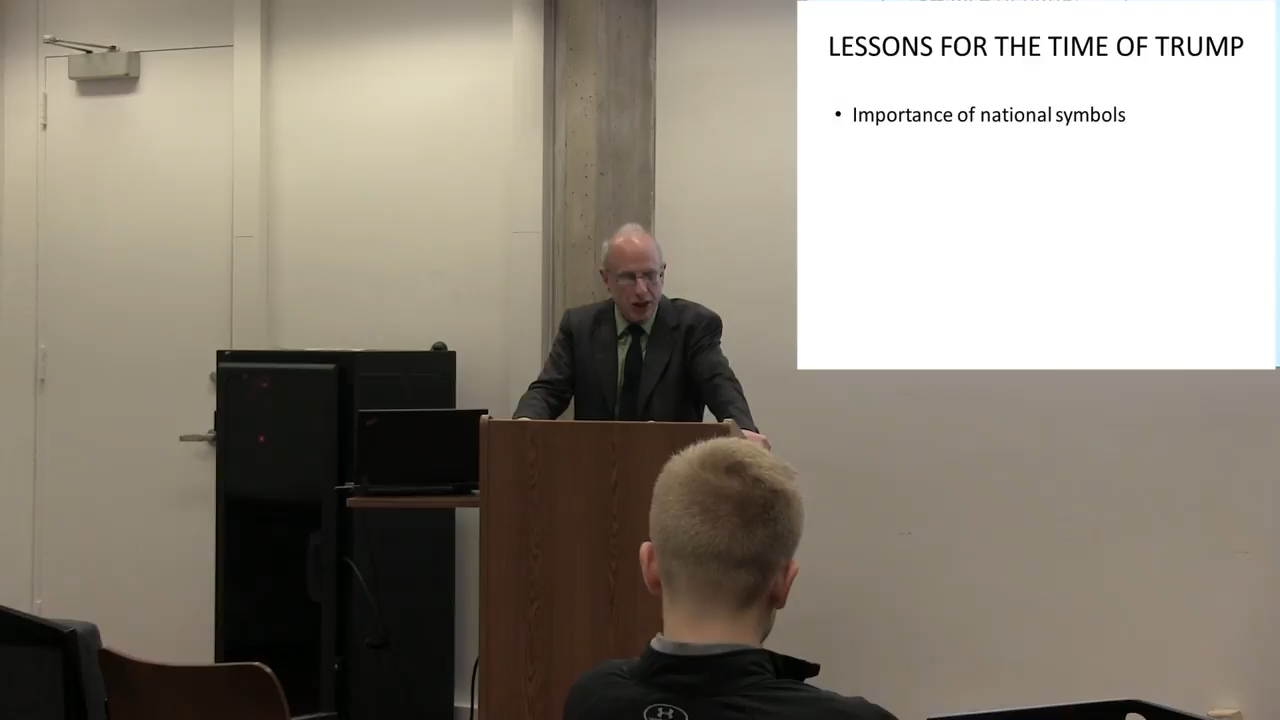 LESSONS FOR THE TIME OF TRUMP
• Importance of national symbols